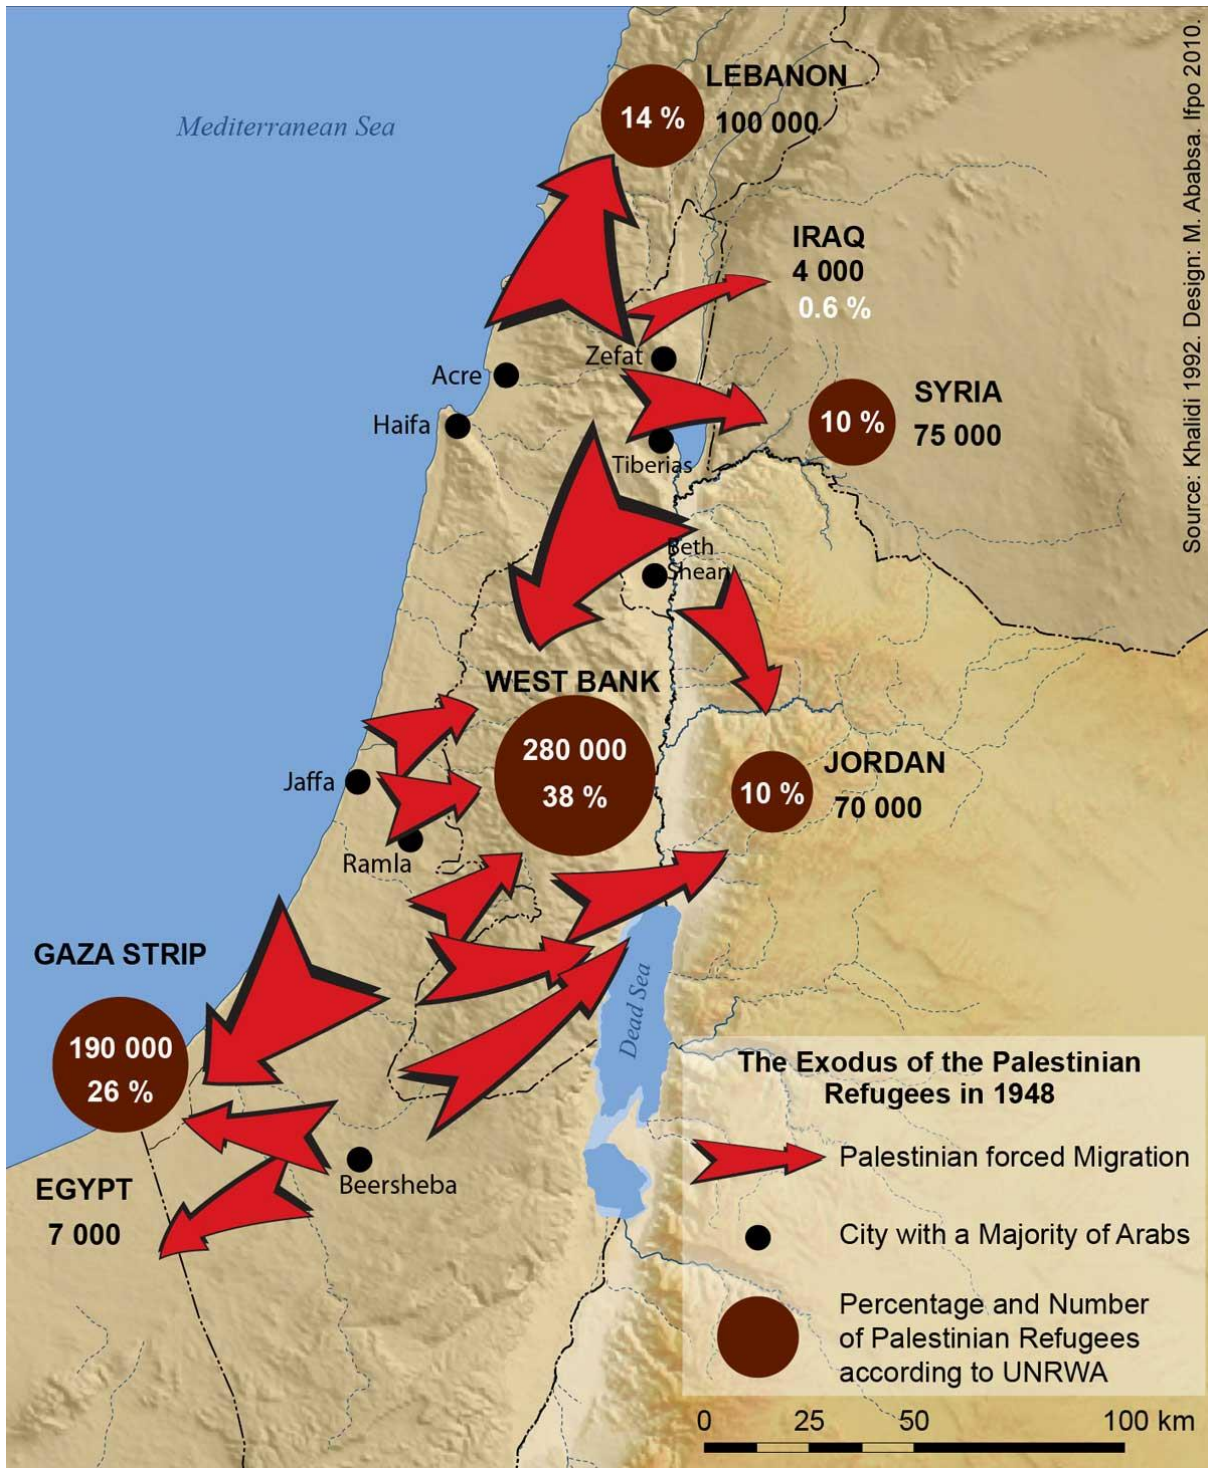 Mediterranean Sea
LEBANON
14 %
100 000
IRAQ
4 000
0.6 %
Zefat
Acre
Haifa
SYRIA
10 %
75 000
Tiberias
Beth
Shean
WEST BANK
280 000
38 %
JORDAN
10 %
70 000
Jaffa
Ramla
GAZA STRIP
190 000
26 %
Dead Sea
EGYPT
7 000
Beersheba
The Exodus of the Palestinian
Refugees in 1948
Palestinian forced Migration
City with a Majority of Arabs
Percentage and Number
of Palestinian Refugees
according to UNRWA
0 25 50 100 km
Source: Khalidi 1992. Design: M. Ababsa. Ifpo 2010.